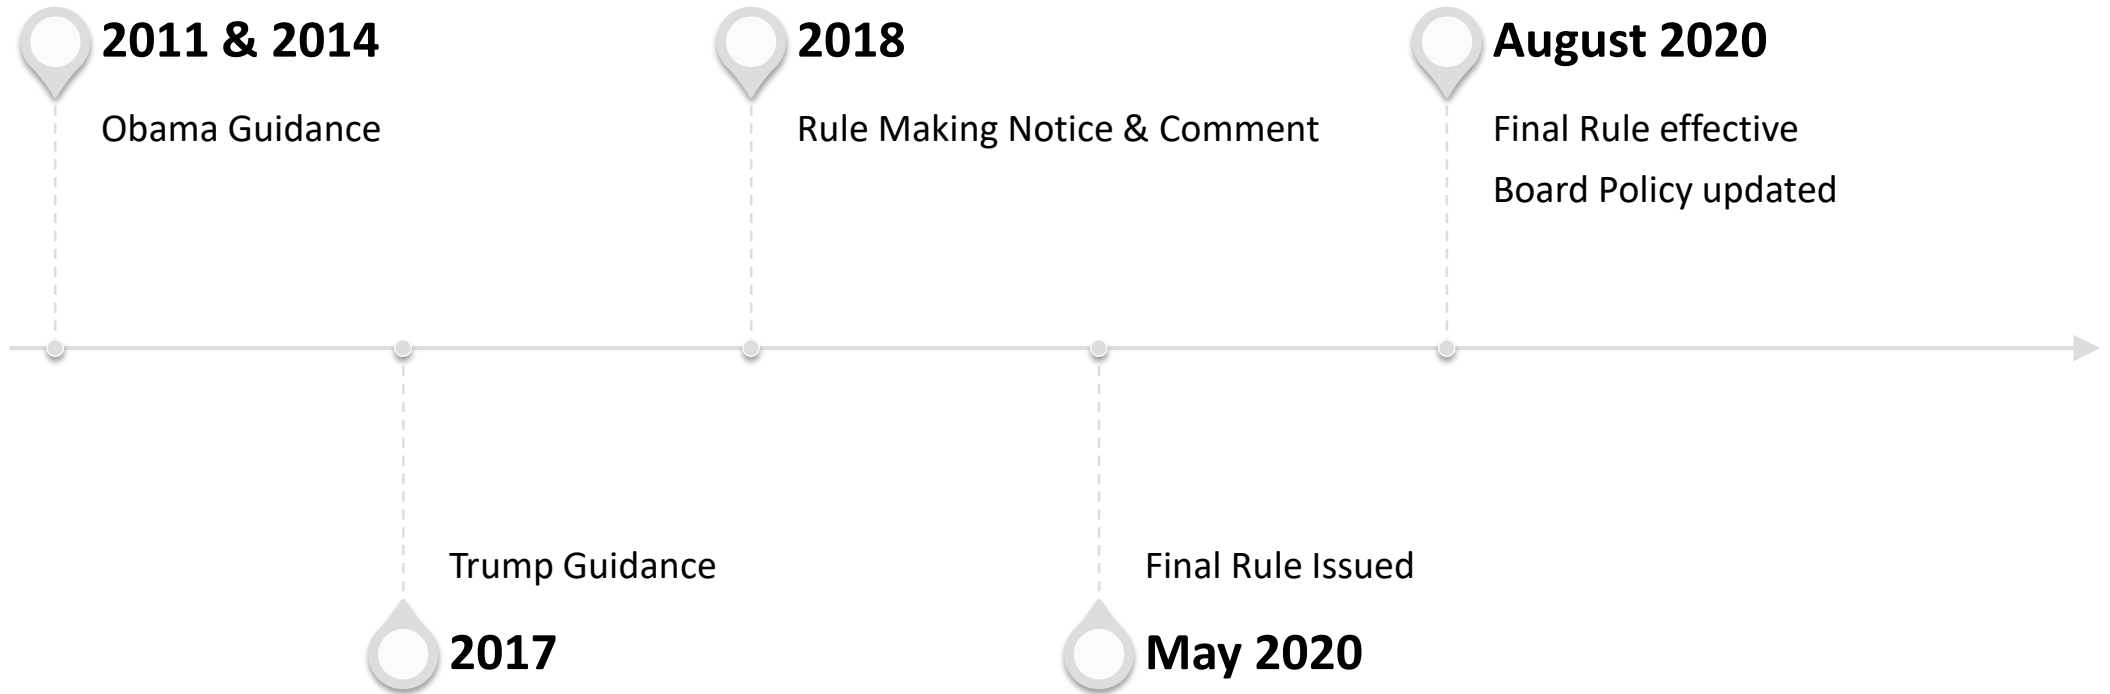 2011 & 2014
Obama Guidance
Trump Guidance
2017
2018
Rule Making Notice & Comment
Final Rule Issued
May 2020
August 2020
Final Rule effective
Board Policy updated